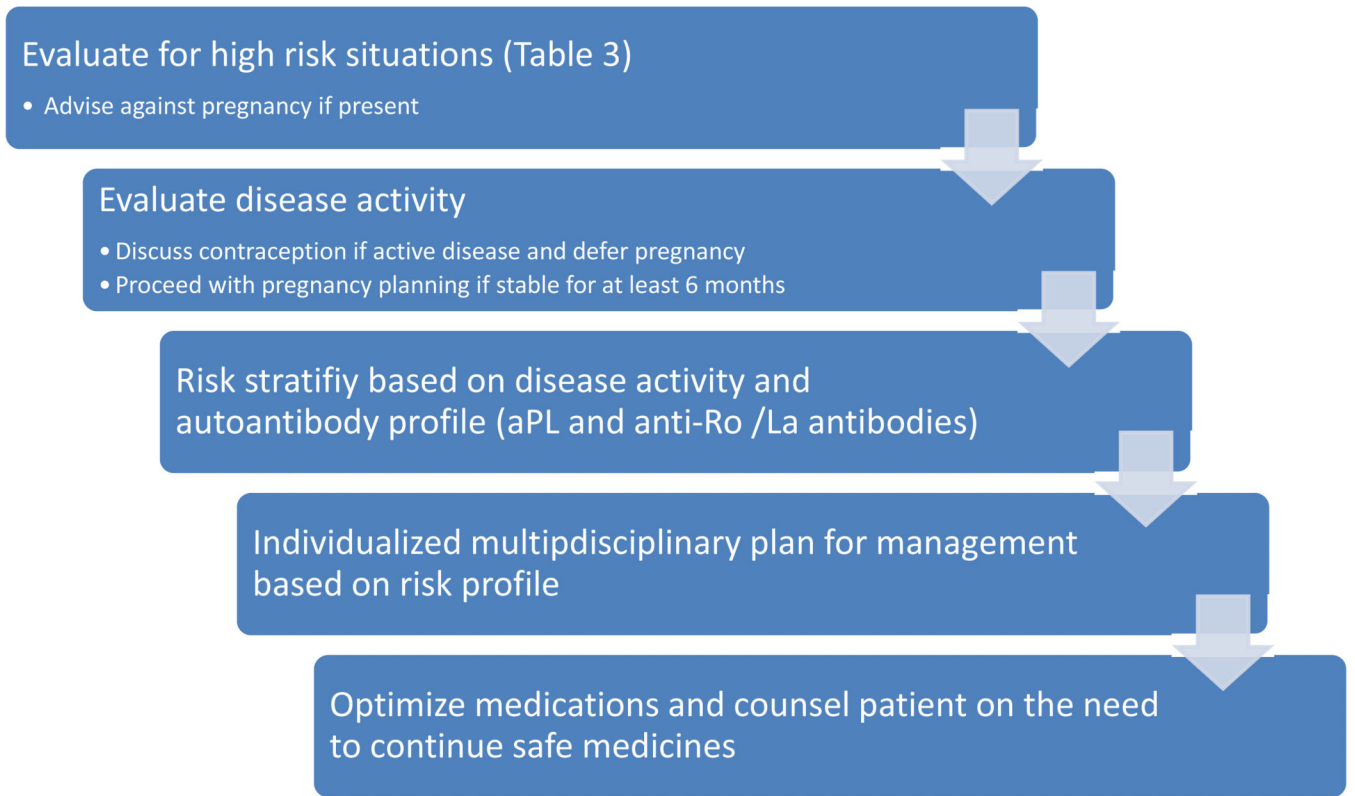 Evaluate for high risk situations (Table 3)
• Advise against pregnancy if present
Evaluate disease activity
• Discuss contraception if active disease and defer pregnancy
• Proceed with pregnancy planning if stable for at least 6 months
Risk stratifiy based on disease activity and
autoantibody profile (aPL and anti-Ro /La antibodies)
Individualized multipdisciplinary plan for management
based on risk profile
Optimize medications and counsel patient on the need
to continue safe medicines